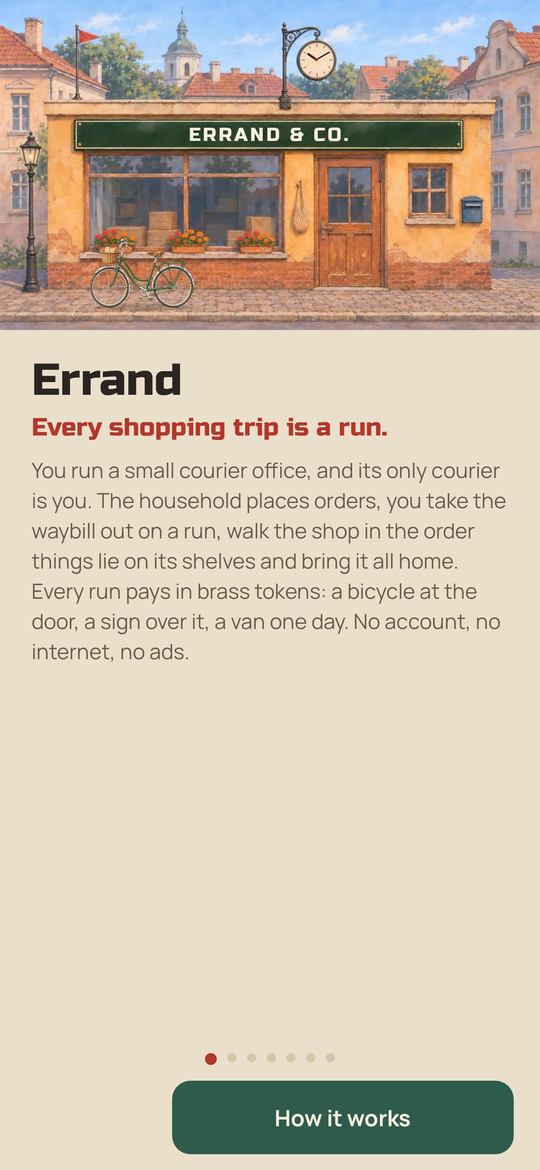 ERRAND & CO.
Errand
Every shopping trip is a run.
You run a small courier office, and its only courier
is you. The household places orders, you take the
waybill out on a run, walk the shop in the order
things lie on its shelves and bring it all home.
Every run pays in brass tokens: a bicycle at the
door, a sign over it, a van one day. No account, no
internet, no ads.
How it works